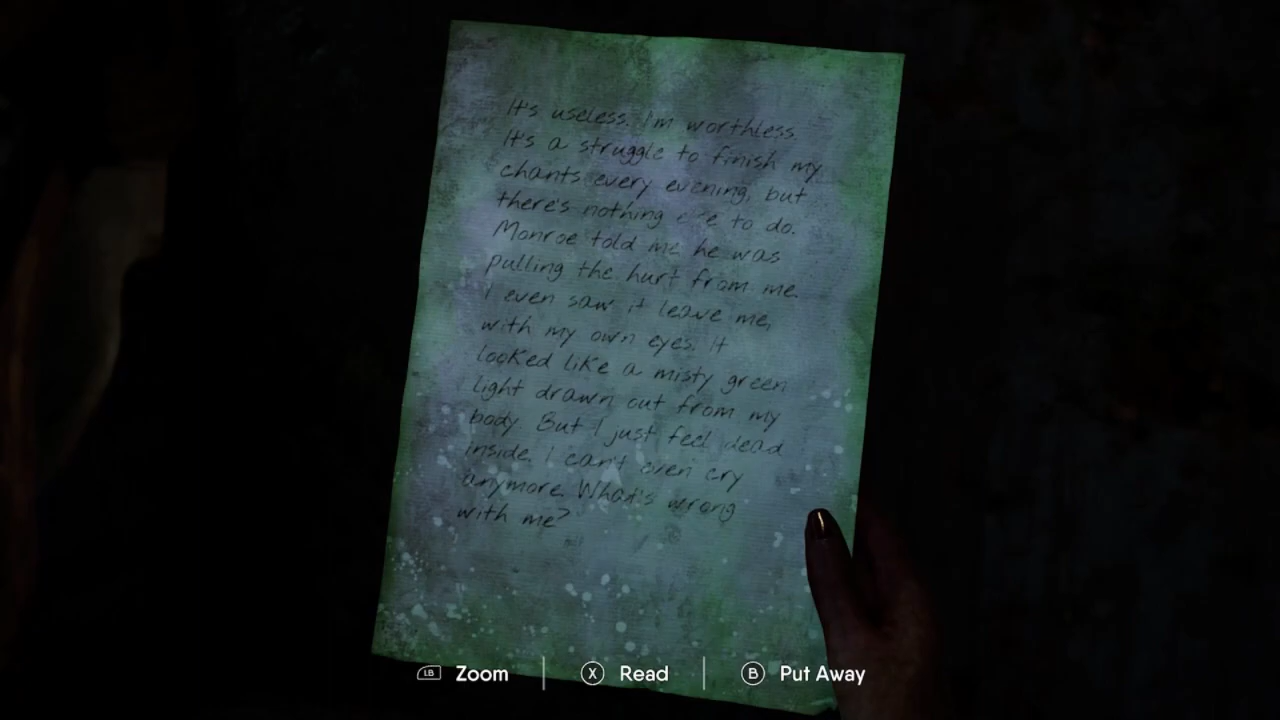 It's useless. I'm worthless.
It's a struggle to finish my
chants every evening, but
there's nothing to do.
Monroe told me he was
pulling the hurt from me.
I even saw it leave me,
with my own eyes. It
looked like a misty green
light drawn out from my
body. But I just feel dead
inside. I can't even cry
anymore. What's wrong
with me?
LB Zoom
X Read
B Put Away